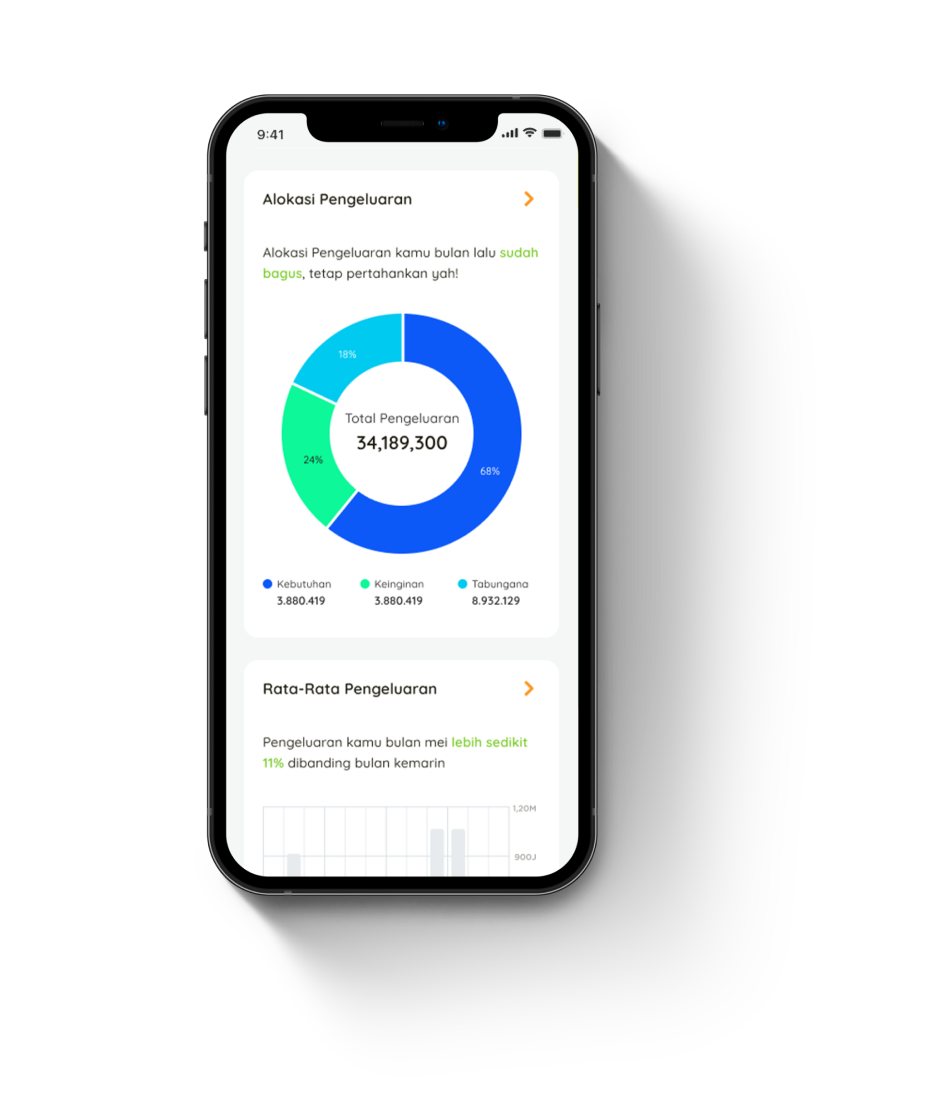 9:41
Alokasi Pengeluaran
Alokasi Pengeluaran kamu bulan lalu sudah
bagus, tetap pertahankan yah!
18%
Total Pengeluaran
34,189,300
24%
68%
Kebutuhan
3.880.419
Keinginan
3.880.419
Tabungana
8.932.129
Rata-Rata Pengeluaran
Pengeluaran kamu bulan mei lebih sedikit
11% dibanding bulan kemarin
1,20M
900J